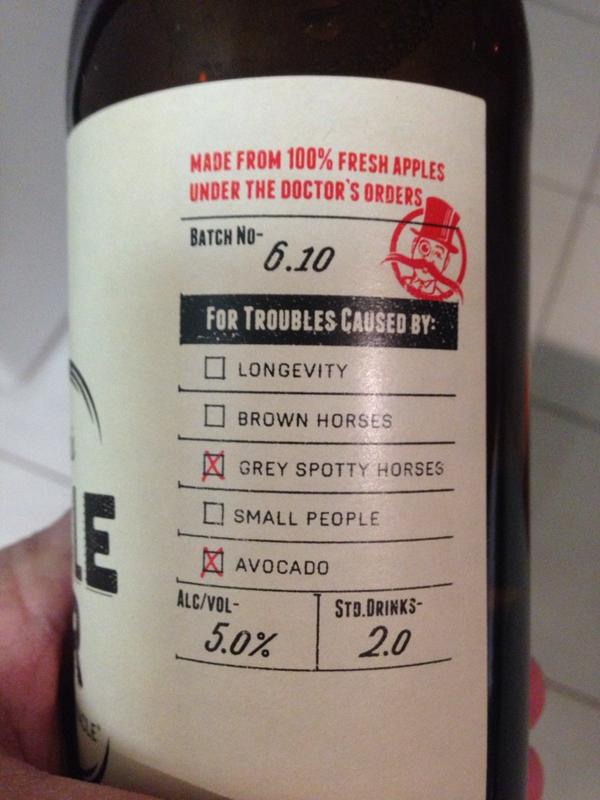 MADE FROM 100% FRESH APPLES
UNDER THE DOCTOR'S ORDERS
BATCH NO-
6.10
FOR TROUBLES CAUSED BY:
LONGEVITY
BROWN HORSES
GREY SPOTTY HORSES
SMALL PEOPLE
AVOCADO
ALC/VOL-
5.0%
STD.DRINKS-
2.0
LE
R